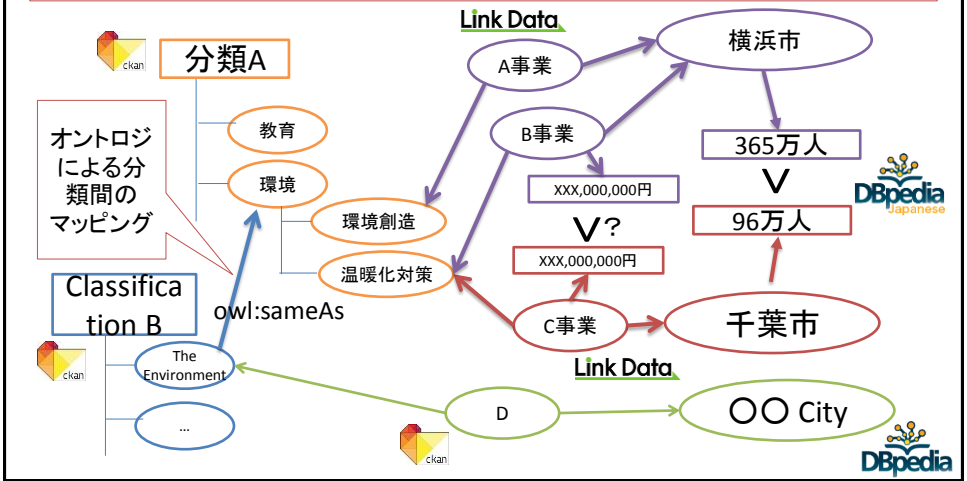 Link Data
ckan
分類A
A事業
横浜市
オントロジ
による分
類間の
マッピング
教育
B事業
365万人
環境
XXX,000,000円
∨
DBpedia
Japanese
環境創造
∨?
96万人
温暖化対策
XXX,000,000円
Classifica
tion B
owl:sameAs
C事業
千葉市
ckan
The
Environment
Link Data
...
D
〇〇 City
ckan
DBpedia